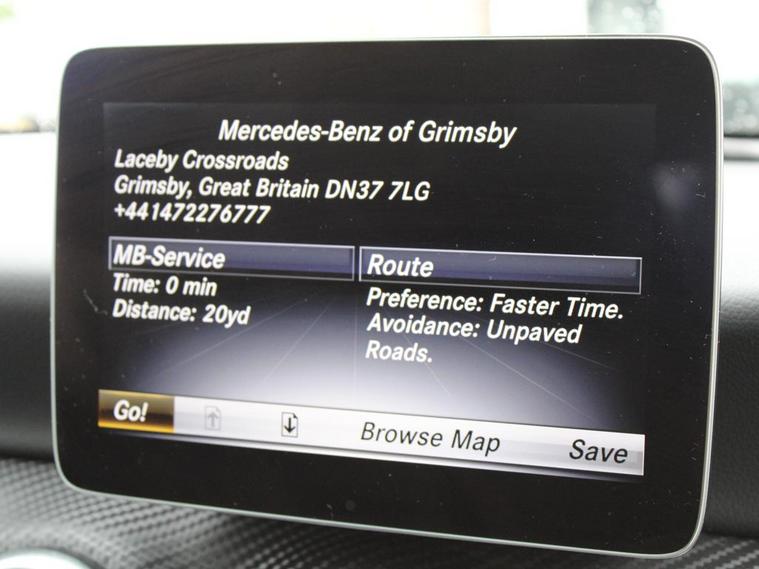 Mercedes-Benz of Grimsby
Laceby Crossroads
Grimsby, Great Britain DN37 7LG
+441472276777
MB-Service
Time: 0 min
Distance: 20yd
Route
Preference: Faster Time.
Avoidance: Unpaved
Roads.
Go! Browse Map Save